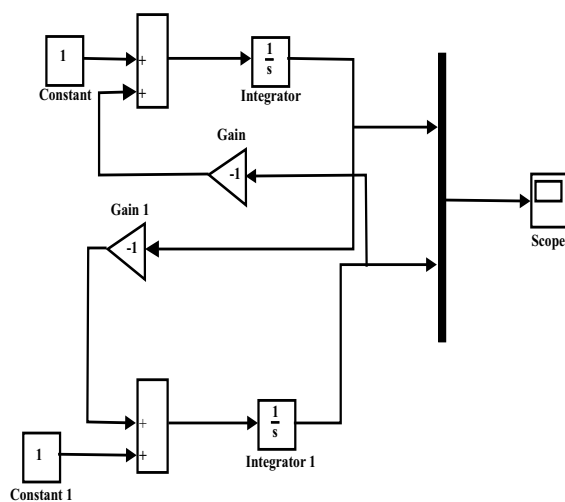 1
+
+
1
s
Constant
Integrator
Gain
-1
Gain 1
-1
Scope
+
+
1
s
1
Integrator 1
Constant 1